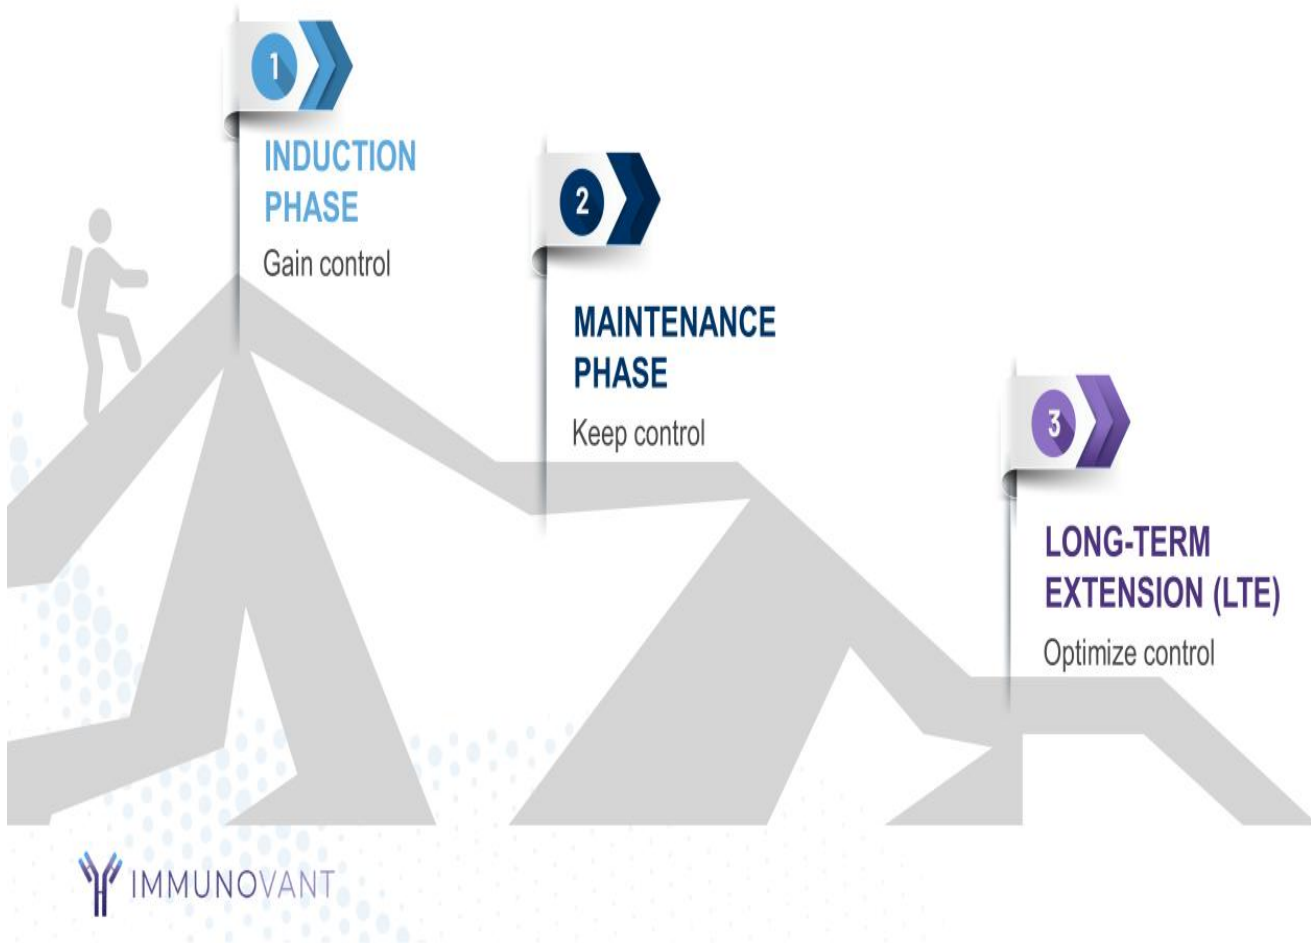 1
INDUCTION
PHASE
Gain control
2
MAINTENANCE
PHASE
Keep control
3
LONG-TERM
EXTENSION (LTE)
Optimize control
IMMUNOVANT